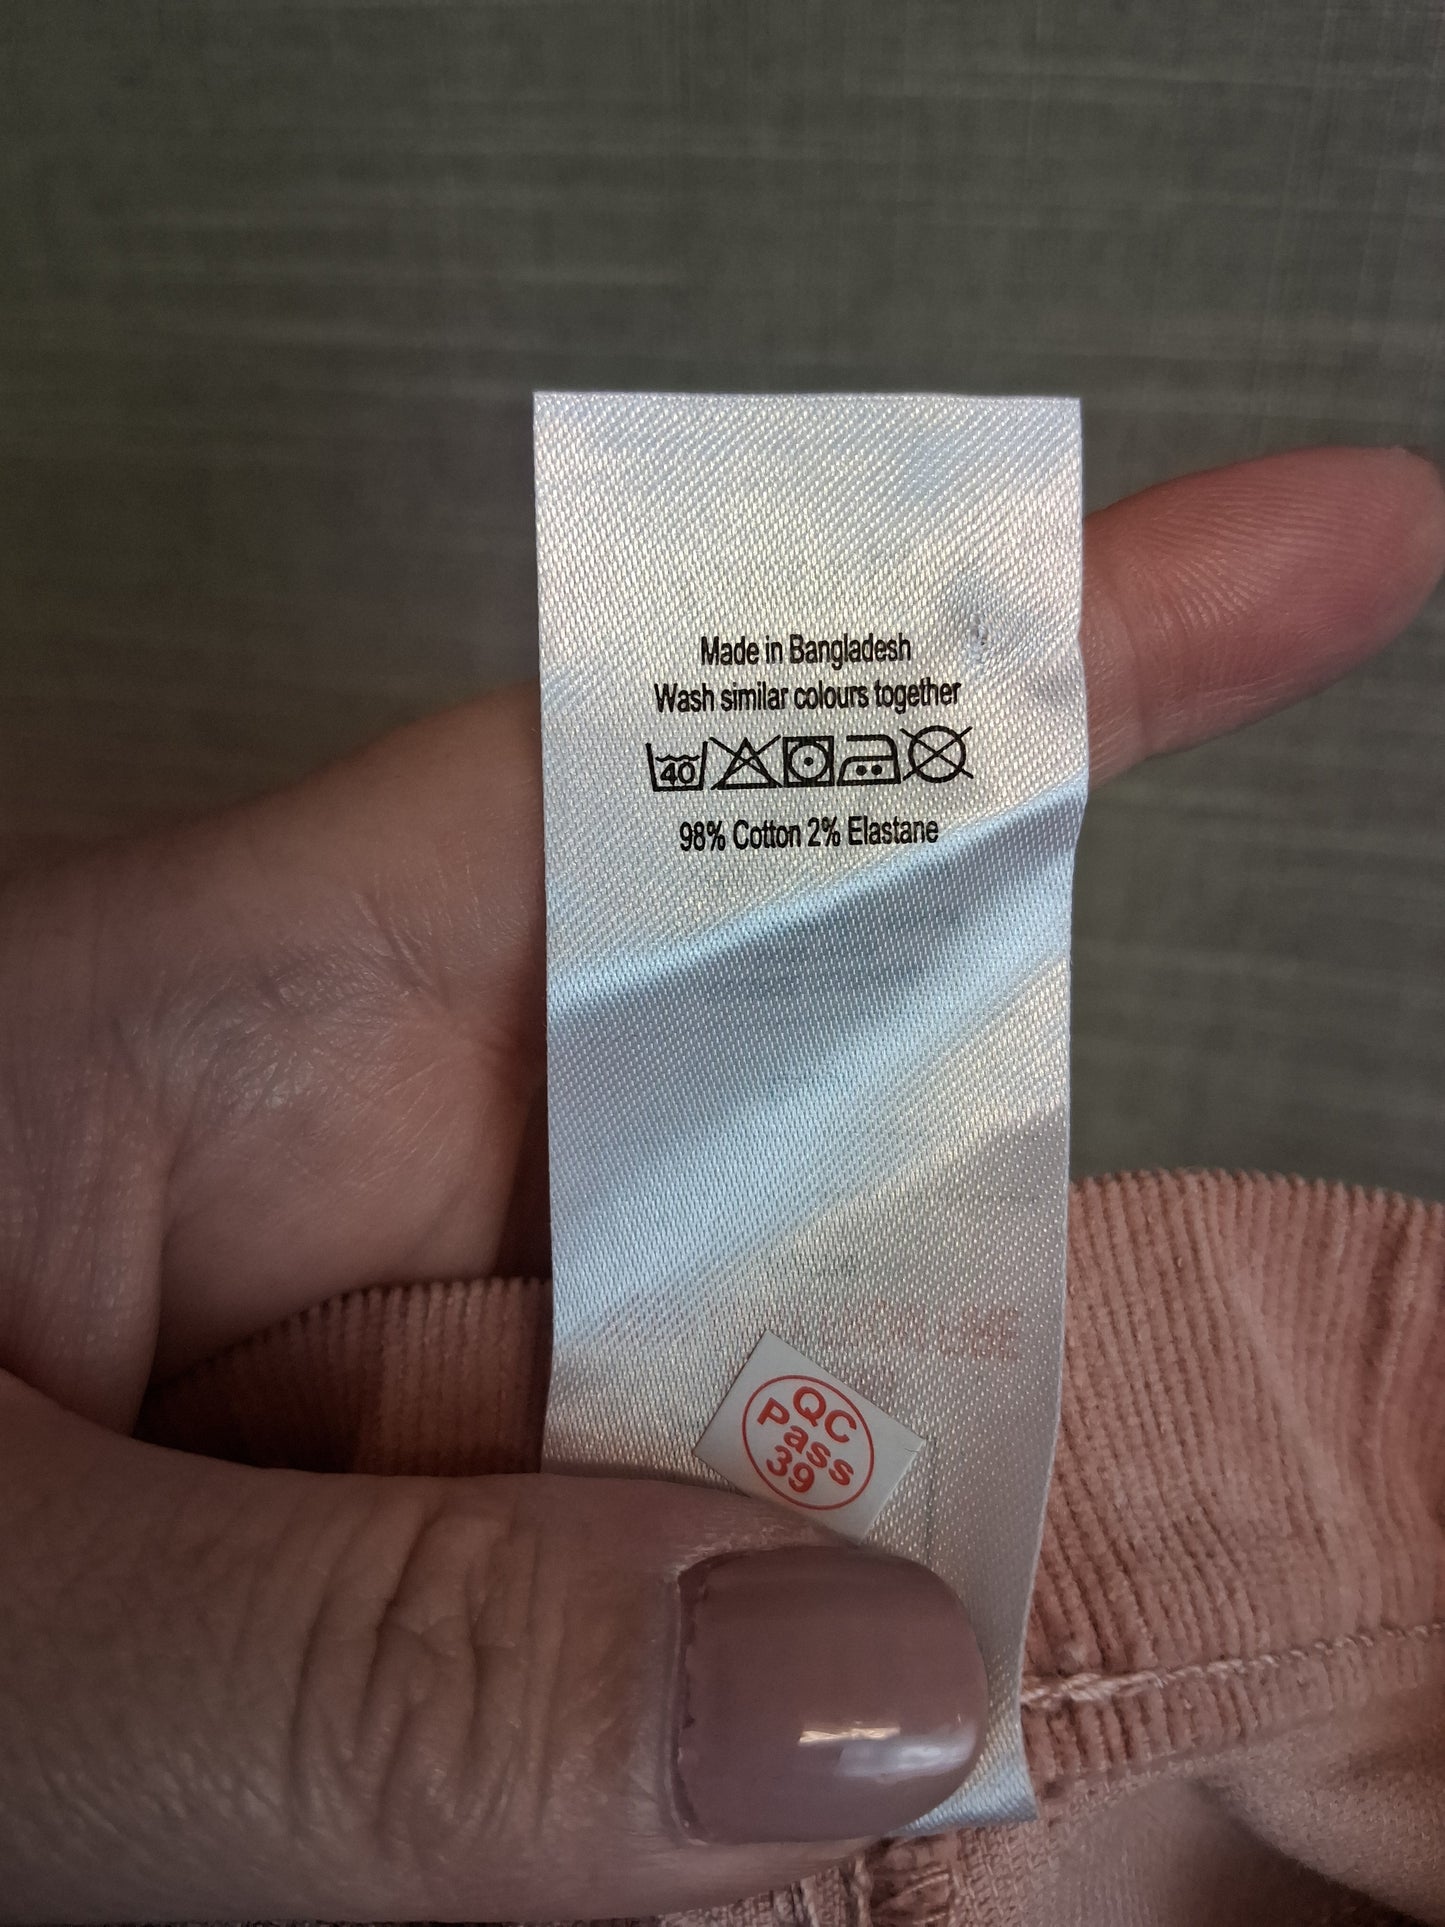 Made in Bangladesh
Wash similar colours together
40
98% Cotton 2% Elastane
QC
Pass
39